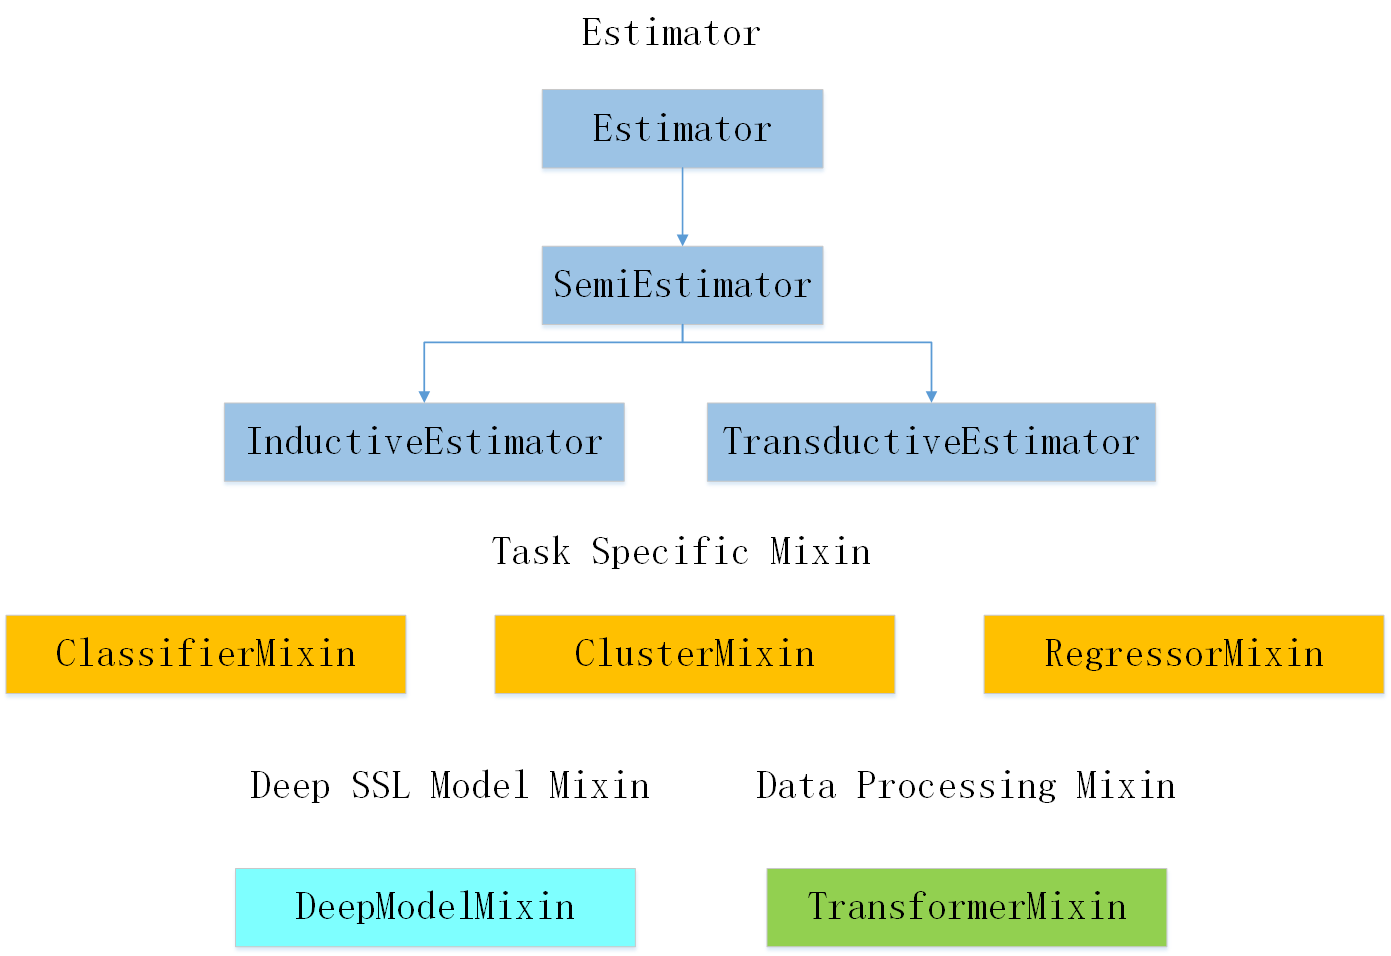 Estimator
Estimator
SemiEstimator
InductiveEstimator
TransductiveEstimator
Task Specific Mixin
ClassifierMixin
ClusterMixin
RegressorMixin
Deep SSL Model Mixin
Data Processing Mixin
DeepModelMixin
TransformerMixin